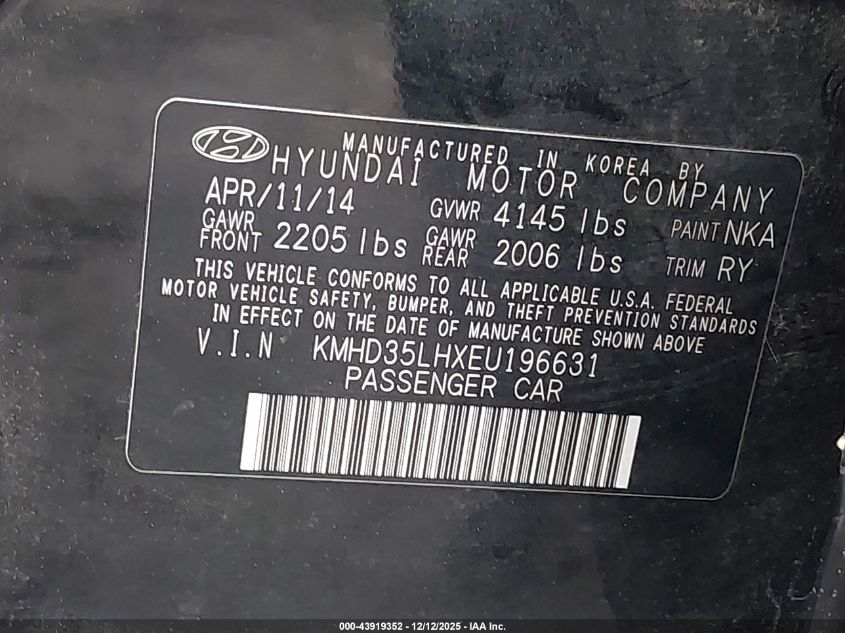 MANUFACTURED IN KOREA BY
HYUNDAI MOTOR COMPANY
APR/11/14 GVWR 4145 lbs PAINT NKA
GAWR FRONT 2205 lbs GAWR REAR 2006 lbs TRIM RY
THIS VEHICLE CONFORMS TO ALL APPLICABLE U.S.A. FEDERAL
MOTOR VEHICLE SAFETY, BUMPER, AND THEFT PREVENTION STANDARDS
IN EFFECT ON THE DATE OF MANUFACTURE SHOWN ABOVE
V.I.N KMHD35LHXEU196631
PASSENGER CAR
000-43919352 - 12/12/2025 - IAA Inc.